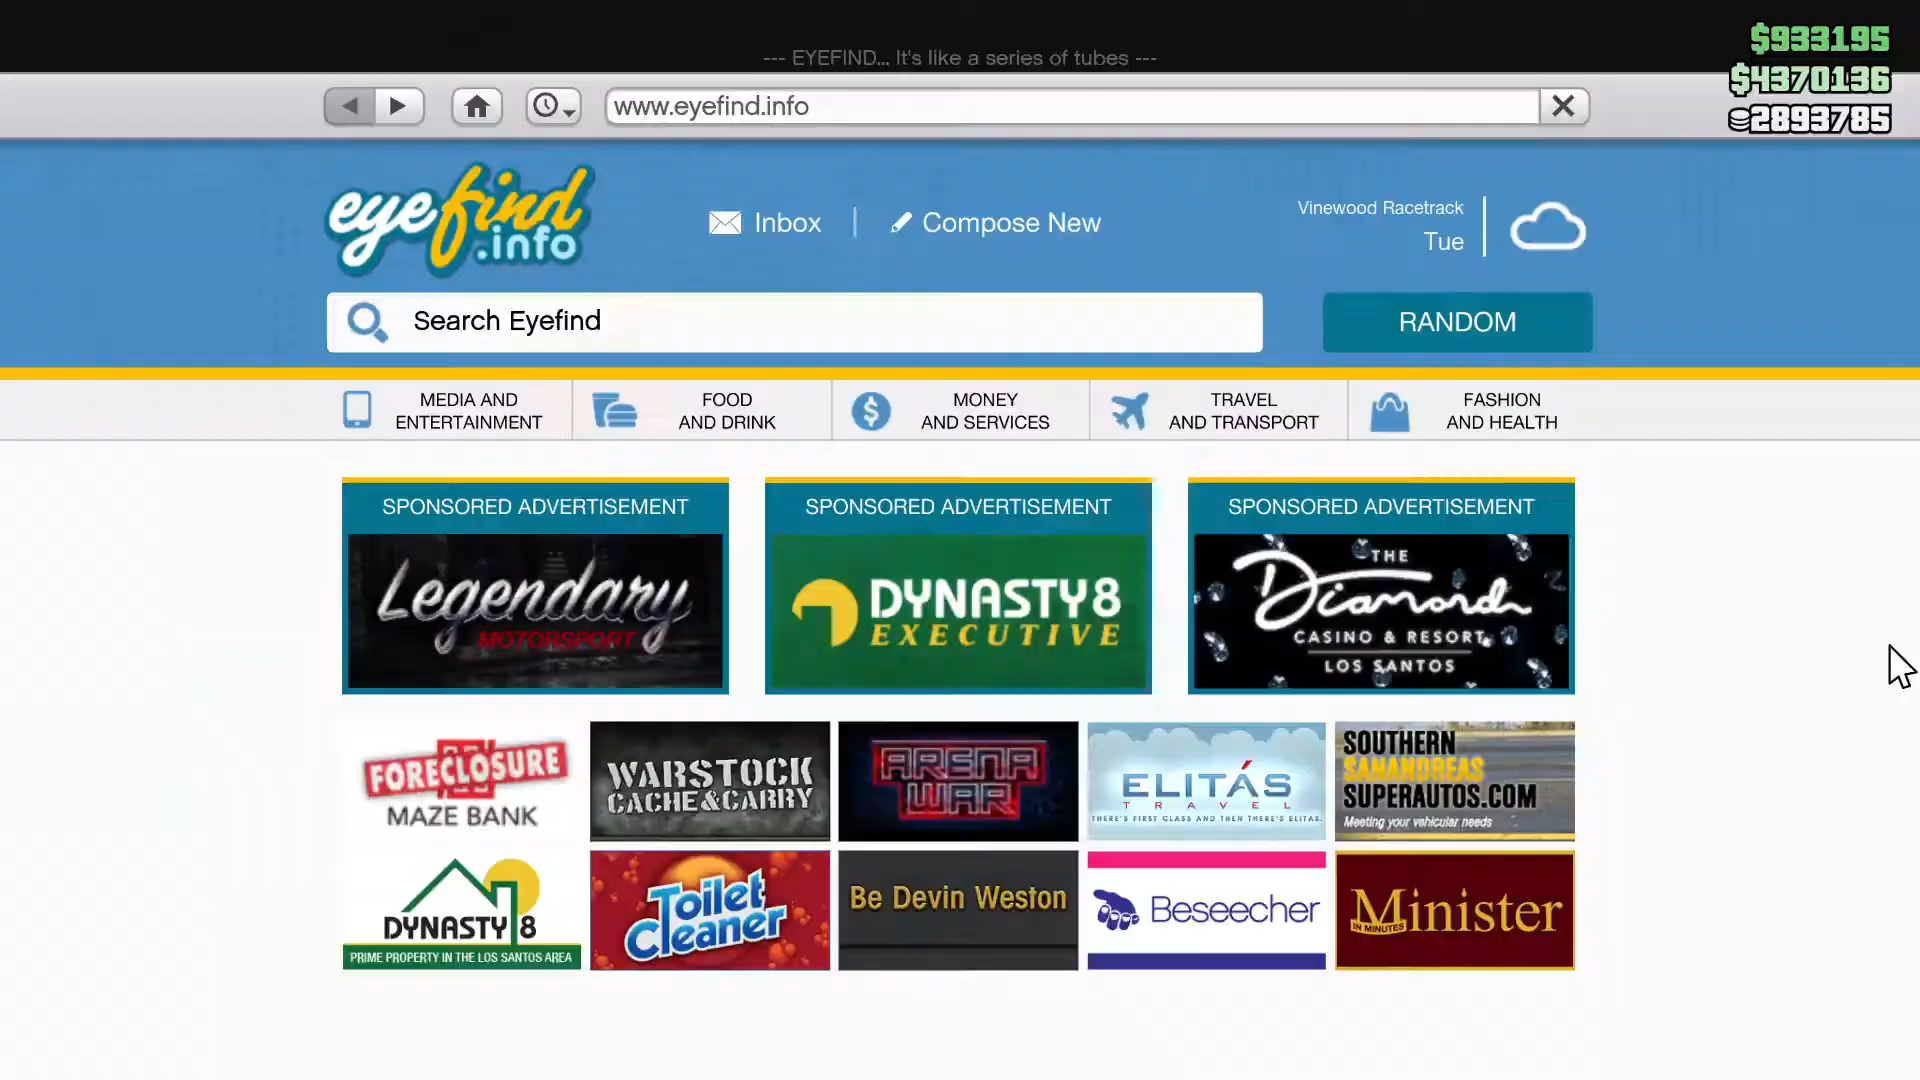 --- EYEFIND... It's like a series of tubes ---
$933195
$4370136
2893785
www.eyefind.info
eyefind
.info
Inbox
Compose New
Vinewood Racetrack
Tue
Search Eyefind
RANDOM
MEDIA AND
ENTERTAINMENT
FOOD
AND DRINK
MONEY
AND SERVICES
TRAVEL
AND TRANSPORT
FASHION
AND HEALTH
SPONSORED ADVERTISEMENT
Legendary
MOTORSPORT
SPONSORED ADVERTISEMENT
DYNASTY 8
EXECUTIVE
SPONSORED ADVERTISEMENT
THE
Diamond
CASINO & RESORT
LOS SANTOS
FORECLOSURE
MAZE BANK
WARSTOCK
CACHE&CARRY
ARENA
WAR
ELITÁS
TRAVEL
THERE'S FIRST CLASS AND THEN THERE'S ELITAS.
SOUTHERN
SANANDREAS
SUPERAUTOS.COM
Meeting your vehicular needs
DYNASTY 8
PRIME PROPERTY IN THE LOS SANTOS AREA
Toilet
Cleaner
Be Devin Weston
Beseecher
Minister
IN MINUTES